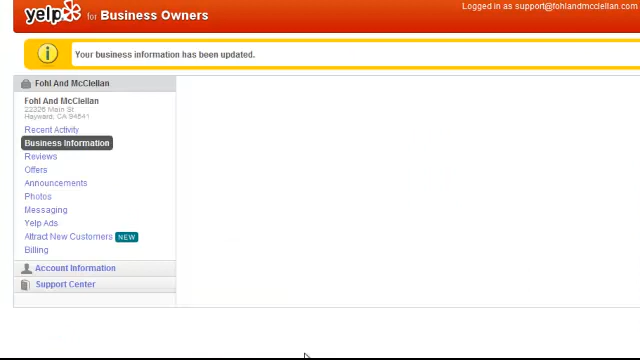 Logged in as support@fohlandmcclellan.com
yelp for Business Owners
Your business information has been updated.
Fohl And McClellan
Fohl And McClellan
22326 Main St
Hayward, CA 94541
Recent Activity
Business Information
Reviews
Offers
Announcements
Photos
Messaging
Yelp Ads
Attract New Customers NEW
Billing
Account Information
Support Center